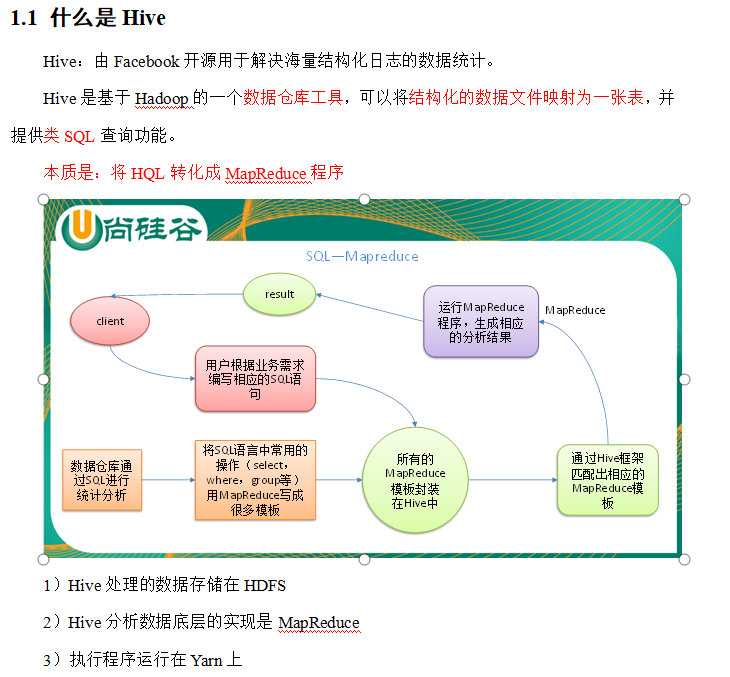 1.1 什么是 Hive
Hive：由 Facebook 开源用于解决海量结构化日志的数据统计。
Hive 是基于 Hadoop 的一个数据仓库工具，可以将结构化的数据文件映射为一张表，并
提供类 SQL 查询功能。
本质是：将 HQL 转化成 MapReduce 程序
尚硅谷
SQL—Mapreduce
result
client
运行MapReduce
程序，生成相应
的分析结果
MapReduce
用户根据业务需求
编写相应的SQL语
句
数据仓库通
过SQL进行
统计分析
将SQL语言中常用的
操作（select，
where，group等）
用MapReduce写成
很多模板
所有的
MapReduce
模板封装
在Hive中
通过Hive框架
匹配出相应的
MapReduce模
板
1）Hive 处理的数据存储在 HDFS
2）Hive 分析数据底层的实现是 MapReduce
3）执行程序运行在 Yarn 上